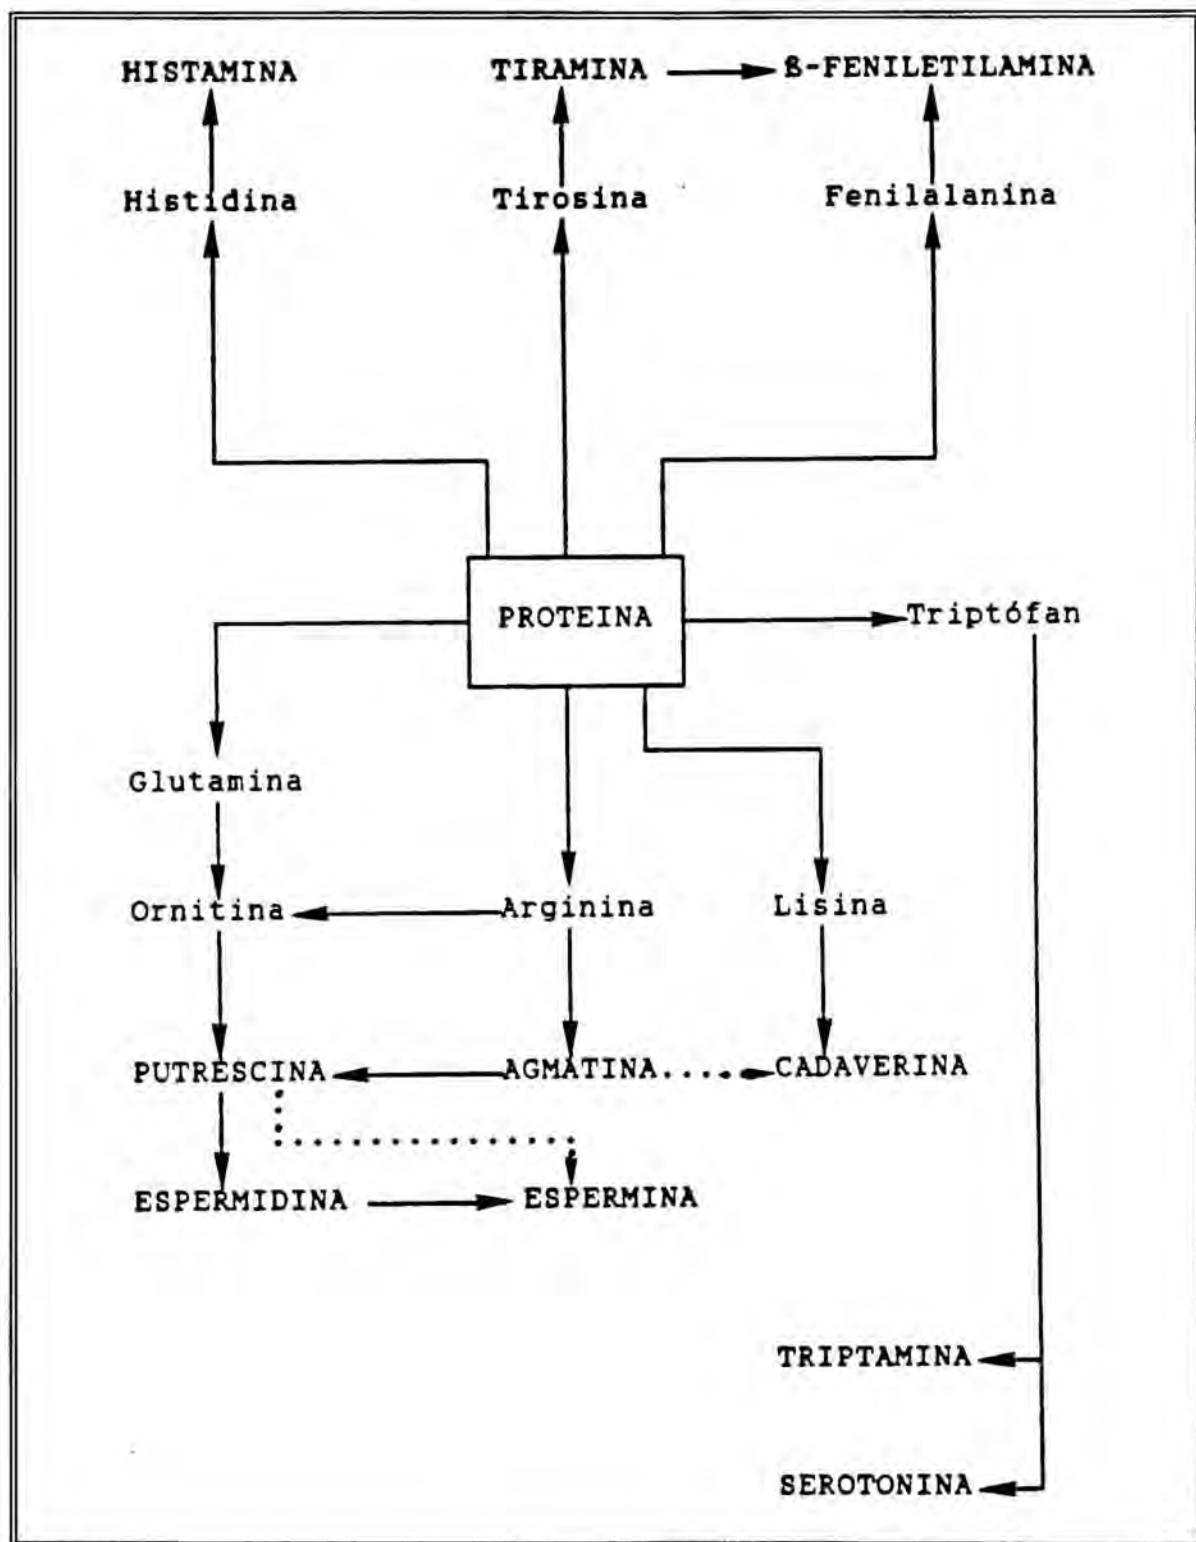 HISTAMINA TIRAMINA ß-FENILETILAMINA
Histidina Tirosina Fenilalanina
PROTEINA Triptófan
Glutamina
Ornitina Arginina Lisina
PUTRESCINA AGMATINA CADAVERINA
ESPERMIDINA ESPERMINA
TRIPTAMINA
SEROTONINA